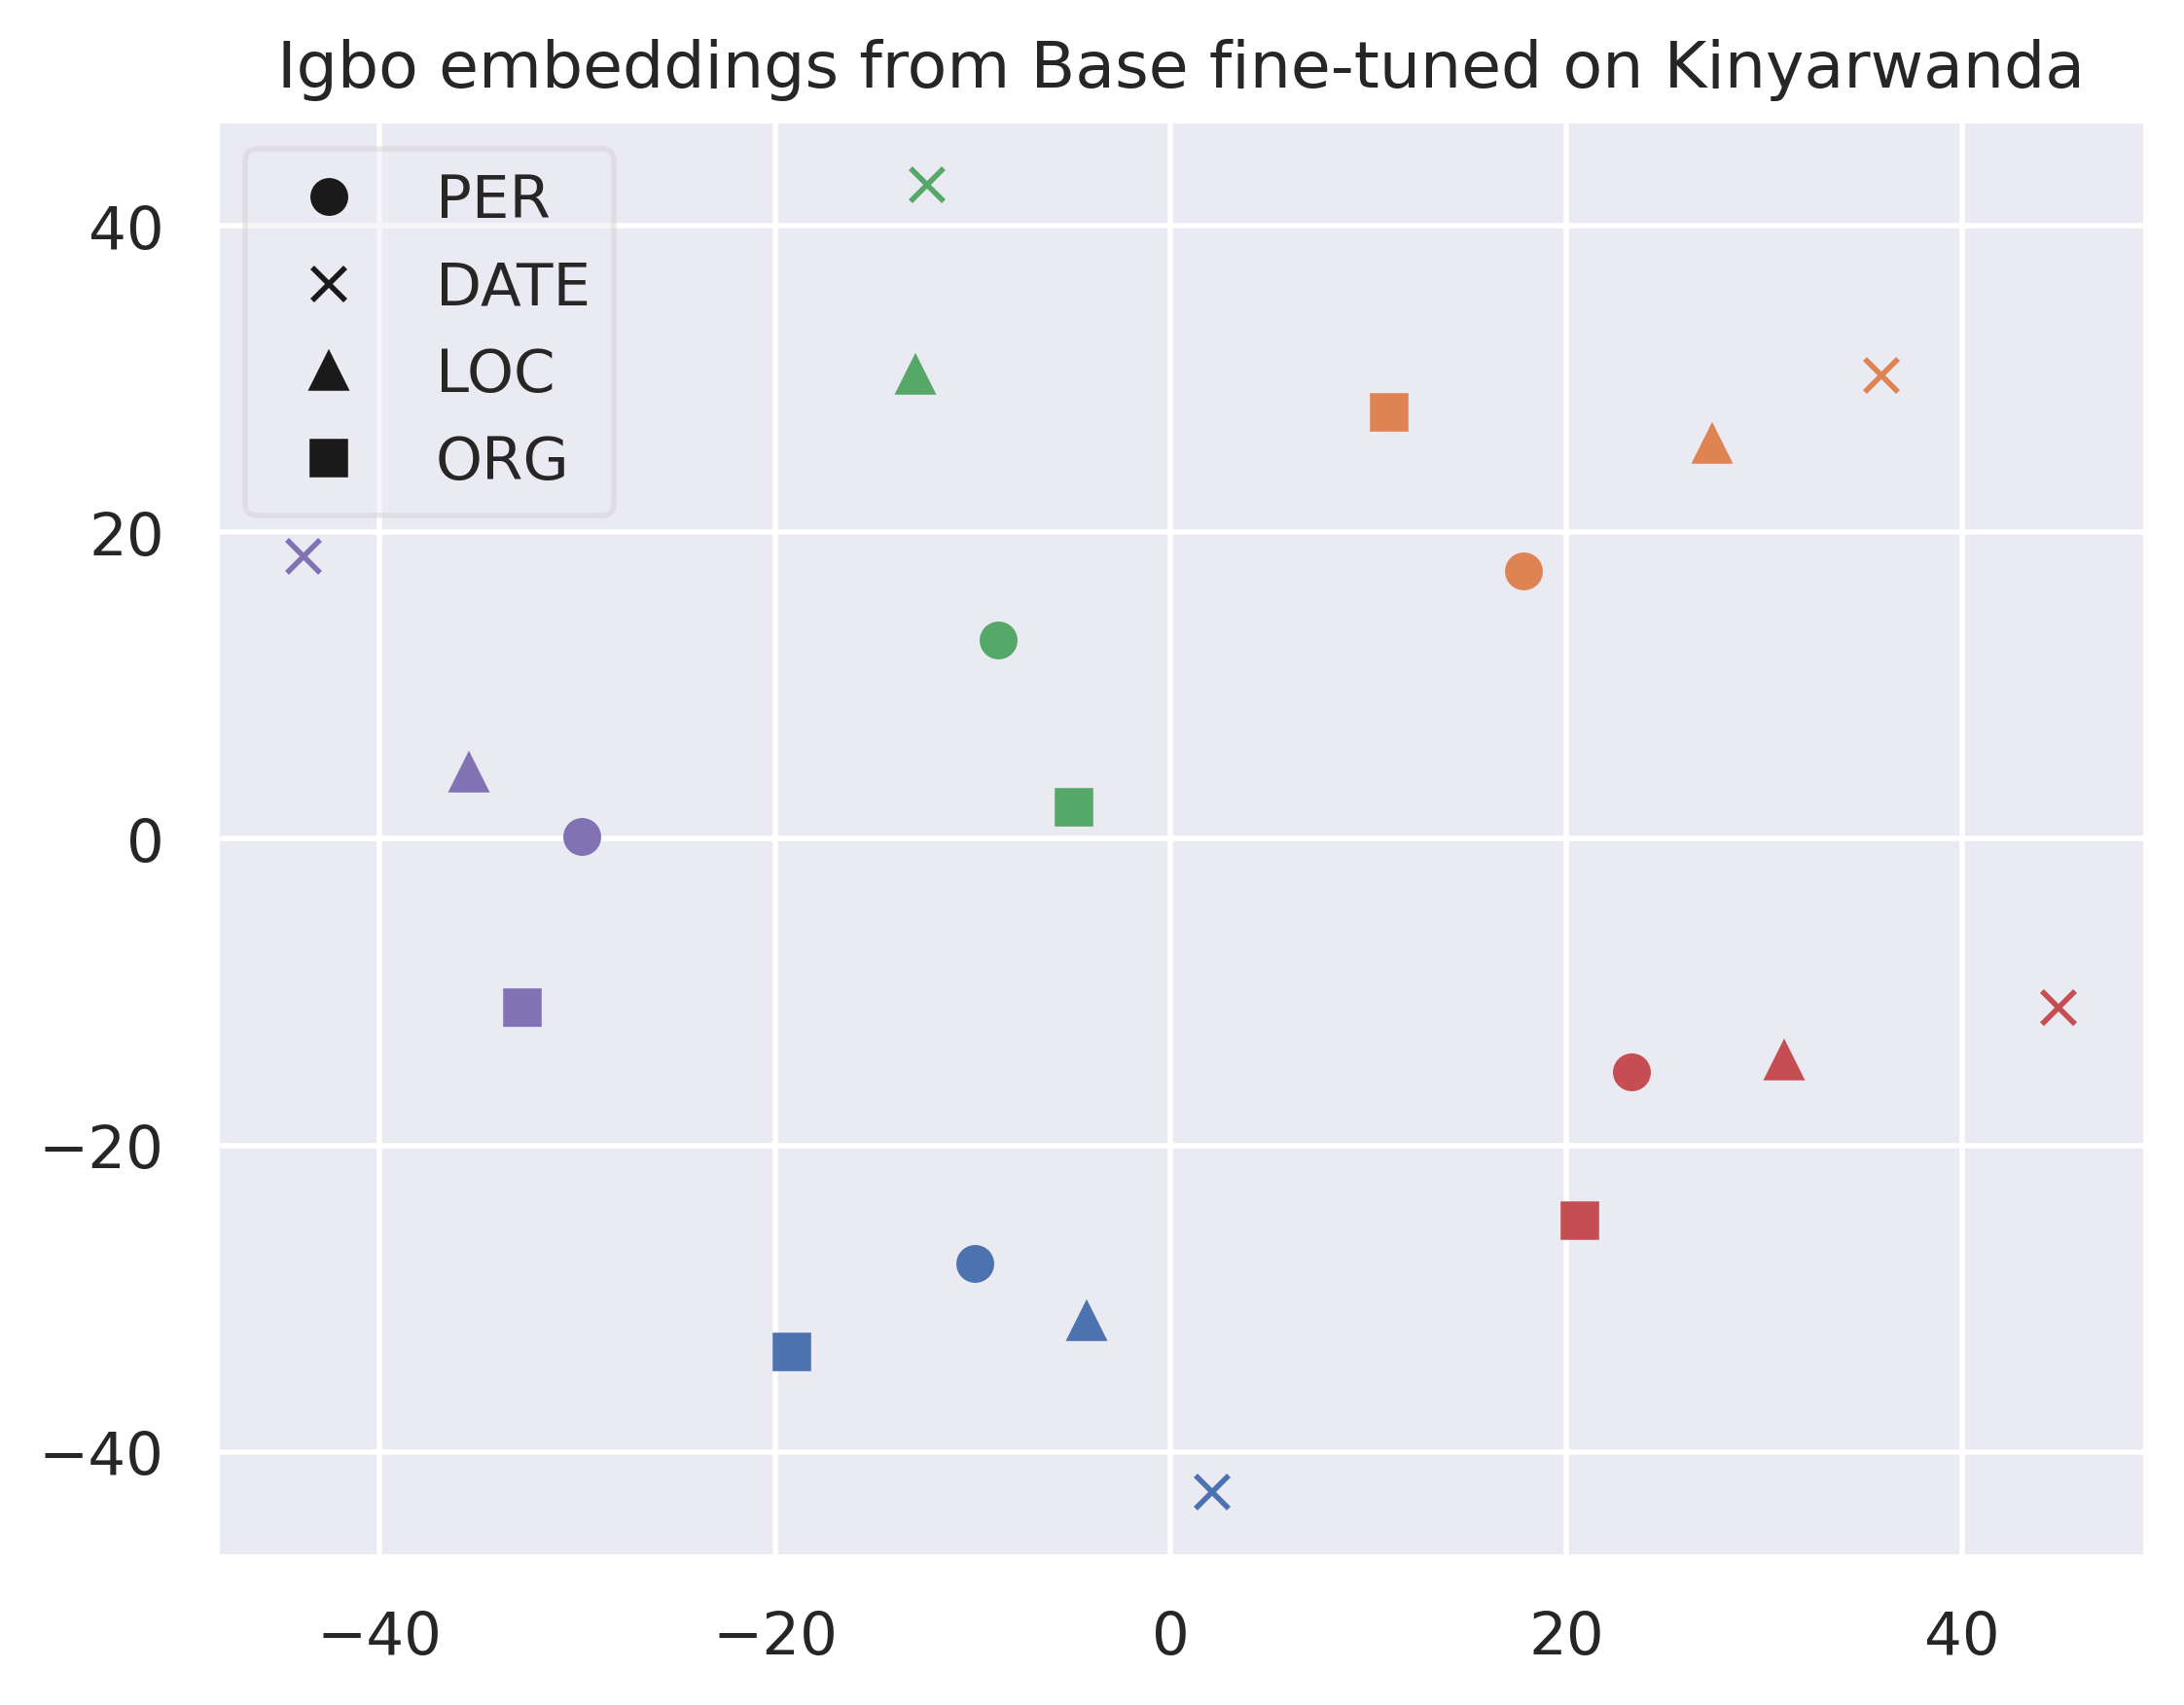 Igbo embeddings from Base fine-tuned on Kinyarwanda
PER
DATE
LOC
ORG
40
20
0
−20
−40
−40 −20 0 20 40